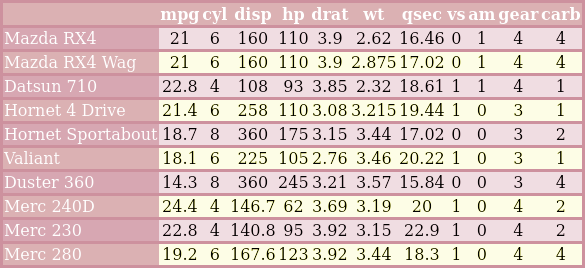 mpg cyl disp hp drat wt qsec vs am gear carb
Mazda RX4 21 6 160 110 3.9 2.62 16.46 0 1 4 4
Mazda RX4 Wag 21 6 160 110 3.9 2.875 17.02 0 1 4 4
Datsun 710 22.8 4 108 93 3.85 2.32 18.61 1 1 4 1
Hornet 4 Drive 21.4 6 258 110 3.08 3.215 19.44 1 0 3 1
Hornet Sportabout 18.7 8 360 175 3.15 3.44 17.02 0 0 3 2
Valiant 18.1 6 225 105 2.76 3.46 20.22 1 0 3 1
Duster 360 14.3 8 360 245 3.21 3.57 15.84 0 0 3 4
Merc 240D 24.4 4 146.7 62 3.69 3.19 20 1 0 4 2
Merc 230 22.8 4 140.8 95 3.92 3.15 22.9 1 0 4 2
Merc 280 19.2 6 167.6 123 3.92 3.44 18.3 1 0 4 4